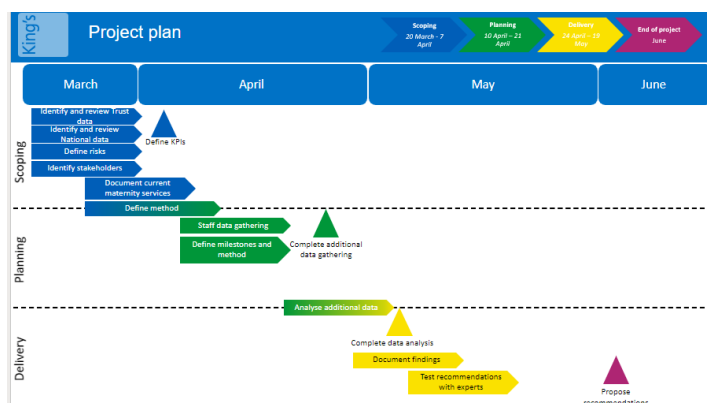 King's
Project plan
Scoping
20 March - 7
April
Planning
10 April – 21
April
Delivery
24 April – 19
May
End of project
June
March
April
May
June
Scoping
Identify and review Trust
data
Identify and review
National data
Define risks
Identify stakeholders
Document current
maternity services
Define KPIs
Define method
Planning
Staff data gathering
Define milestones and
method
Complete additional
data gathering
Analyse additional data
Delivery
Complete data analysis
Document findings
Test recommendations
with experts
Propose
recommendations